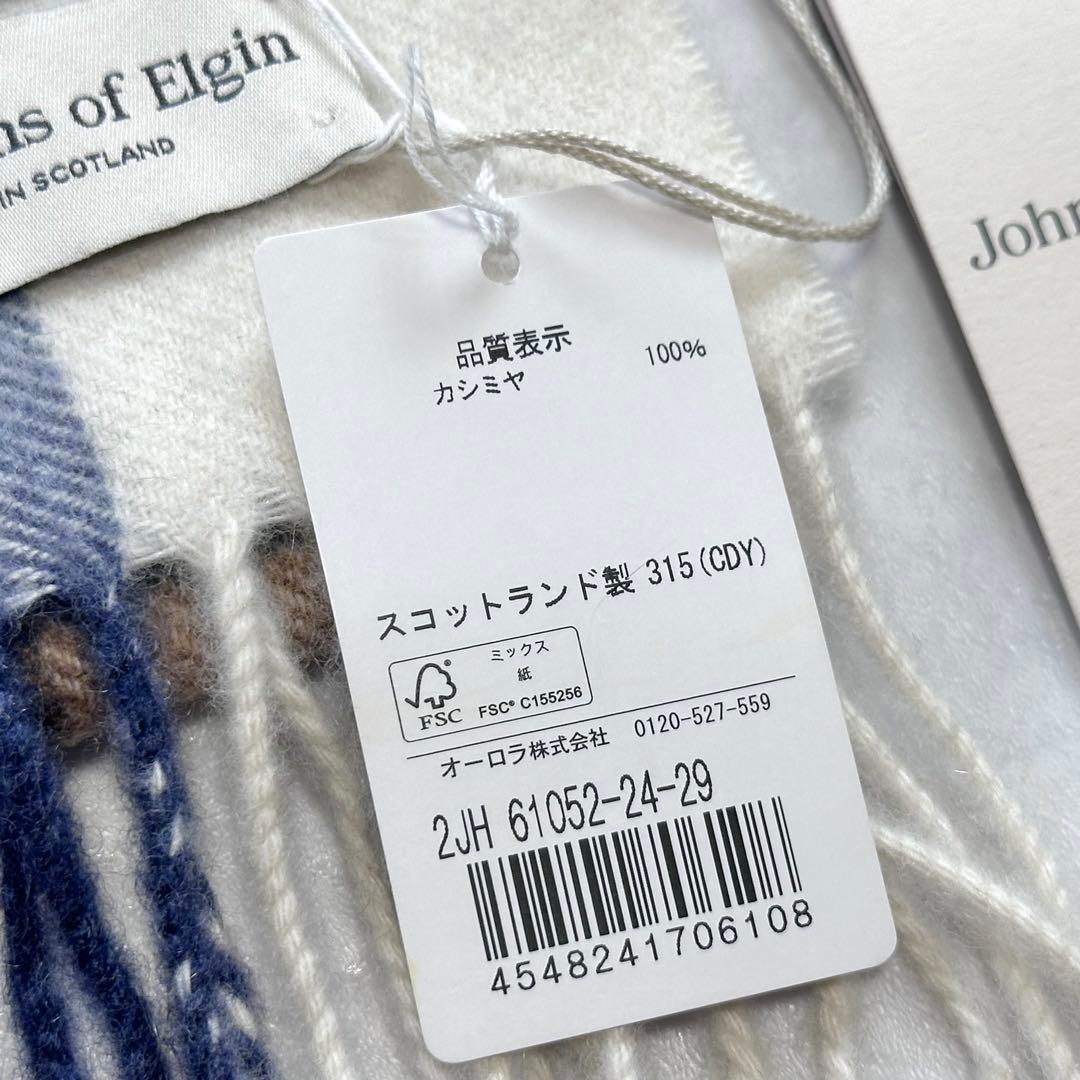 ns of Elgin
IN SCOTLAND
John
品質表示
カシミヤ 100%
スコットランド製 315(CDY)
FSC
ミックス
紙
FSC® C155256
オーロラ株式会社 0120-527-559
2JH 61052-24-29
4548241706108